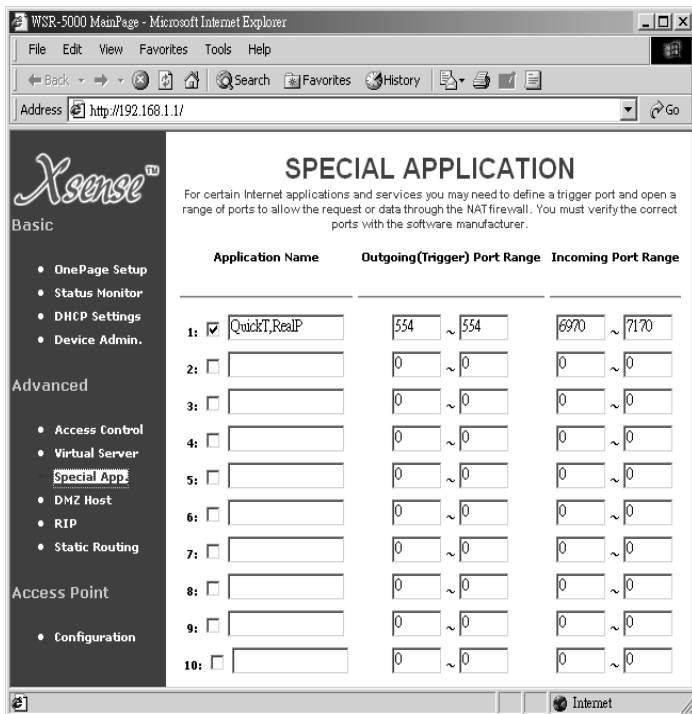 WSR-5000 MainPage - Microsoft Internet Explorer
File Edit View Favorites Tools Help
Back Search Favorites History
Address http://192.168.1.1/ Go
Xsense™
Basic
OnePage Setup
Status Monitor
DHCP Settings
Device Admin.
Advanced
Access Control
Virtual Server
Special App.
DMZ Host
RIP
Static Routing
Access Point
Configuration
SPECIAL APPLICATION
For certain Internet applications and services you may need to define a trigger port and open a
range of ports to allow the request or data through the NAT firewall. You must verify the correct
ports with the software manufacturer.
Application Name Outgoing(Trigger) Port Range Incoming Port Range
1: QuickT,RealP 554 ~ 554 6970 ~ 7170
2: 0 ~ 0 0 ~ 0
3: 0 ~ 0 0 ~ 0
4: 0 ~ 0 0 ~ 0
5: 0 ~ 0 0 ~ 0
6: 0 ~ 0 0 ~ 0
7: 0 ~ 0 0 ~ 0
8: 0 ~ 0 0 ~ 0
9: 0 ~ 0 0 ~ 0
10: 0 ~ 0 0 ~ 0
Internet